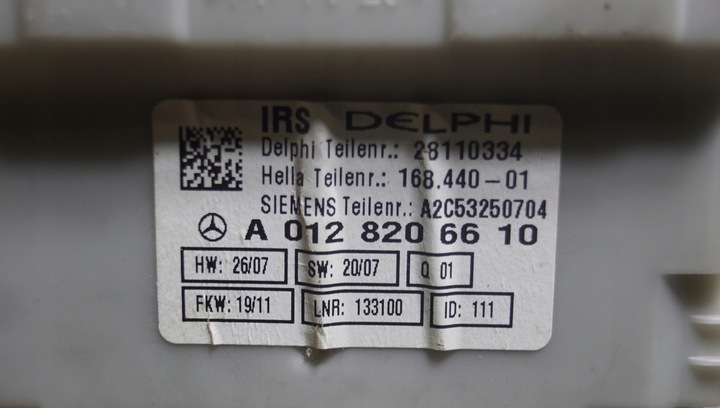 IRS DELPHI
Delphi Teilenr.: 28110334
Hella Teilenr.: 168.440-01
SIEMENS Teilenr.: A2C53250704
A 012 820 66 10
HW: 26/07 SW: 20/07 Q 01
FKW: 19/11 LNR: 133100 ID: 111